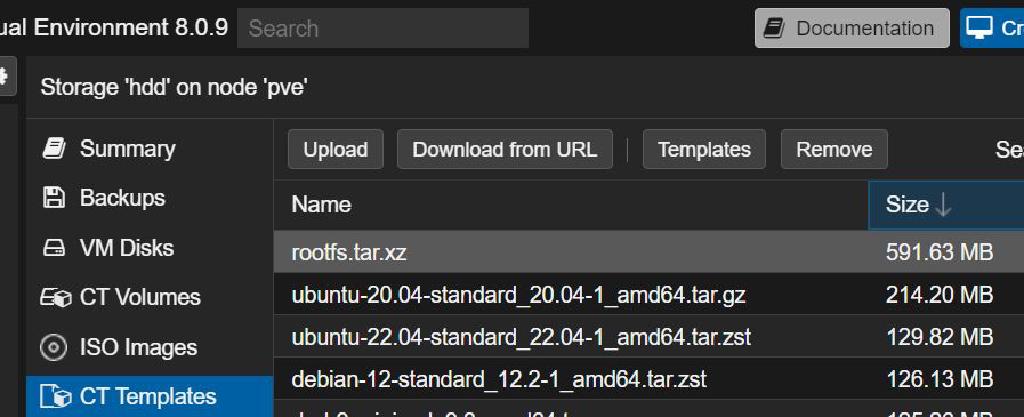 ual Environment 8.0.9 Search Documentation Cr
Storage 'hdd' on node 'pve'
Summary
Backups
VM Disks
CT Volumes
ISO Images
CT Templates
Upload Download from URL Templates Remove Sea
Name Size
rootfs.tar.xz 591.63 MB
ubuntu-20.04-standard_20.04-1_amd64.tar.gz 214.20 MB
ubuntu-22.04-standard_22.04-1_amd64.tar.zst 129.82 MB
debian-12-standard_12.2-1_amd64.tar.zst 126.13 MB